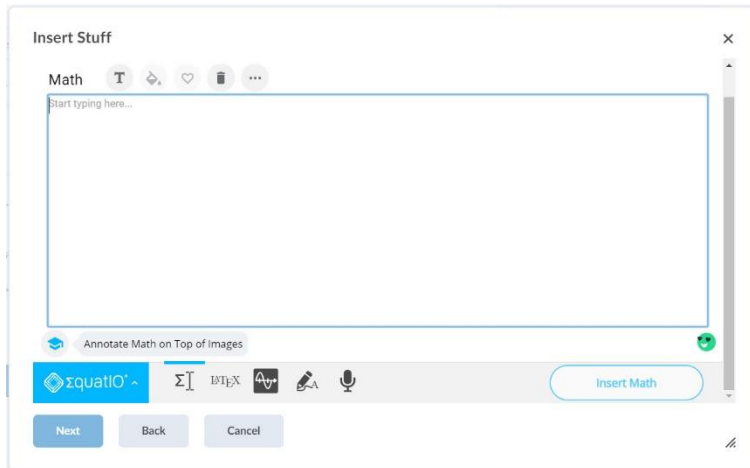 Insert Stuff
×
Math T ...
Start typing here...
Annotate Math on Top of Images
ΣquatIO® ^ Σ LATEX A Insert Math
Next Back Cancel